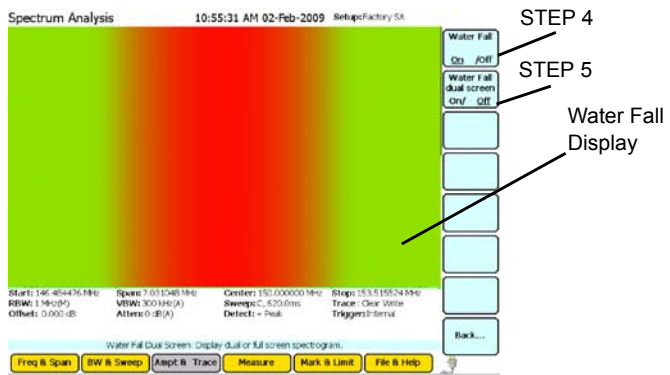 Spectrum Analysis 10:55:31 AM 02-Feb-2009 Setup:Factory SA
STEP 4
Water Fall
On /Off
STEP 5
Water Fall
dual screen
On/ Off
Water Fall
Display
Start: 146.484476 MHz Span: 7.031048 MHz Center: 150.000000 MHz Stop: 153.515524 MHz
RBW: 1 MHz(M) VBW: 300 kHz(A) Sweep: C, 520.0ms Trace: Clear Write
Offset: 0.000 dB Atten: 0 dB(A) Detect: + Peak Trigger: Internal
Back...
Water Fall Dual Screen: Display dual or full screen spectrogram.
Freq & Span BW & Sweep Ampt & Trace Measure Mark & Limit File & Help